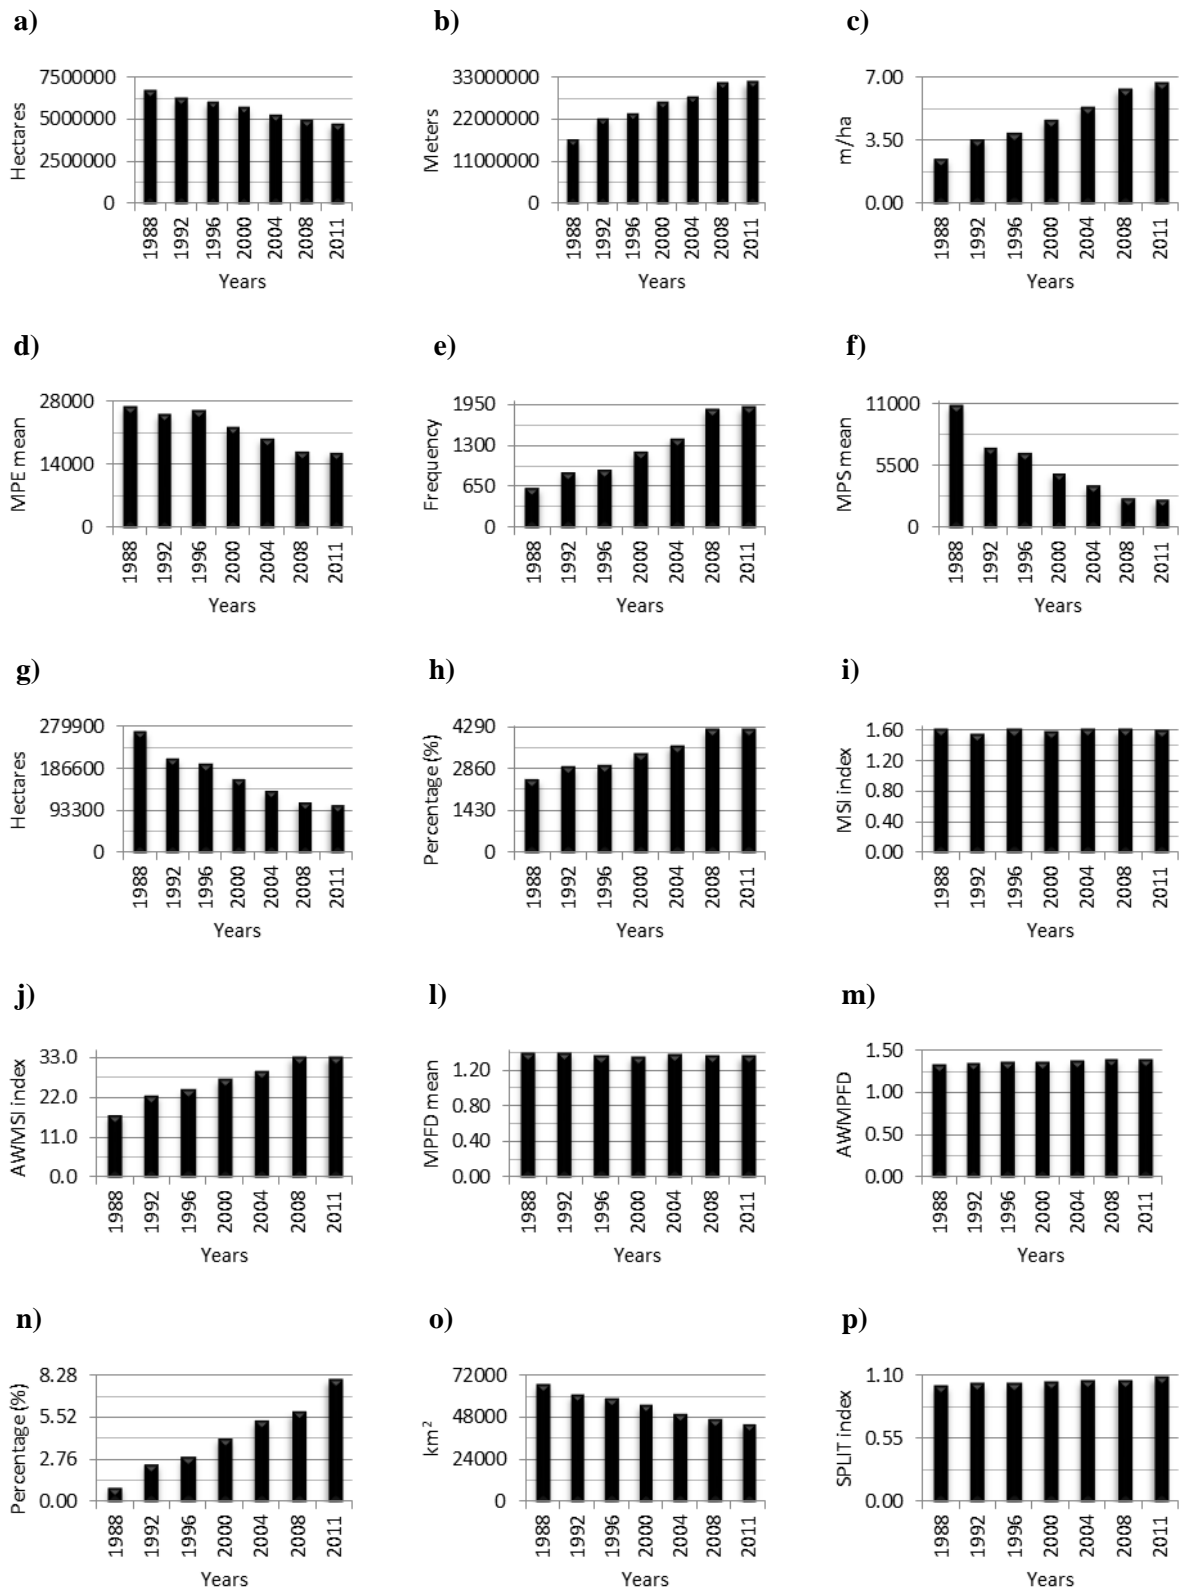 a)
Hectares
7500000
5000000
2500000
0
1988 1992 1996 2000 2004 2008 2011
Years
b)
Meters
33000000
22000000
11000000
0
1988 1992 1996 2000 2004 2008 2011
Years
c)
m/ha
7.00
3.50
0.00
1988 1992 1996 2000 2004 2008 2011
Years
d)
MPE mean
28000
14000
0
1988 1992 1996 2000 2004 2008 2011
Years
e)
Frequency
1950
1300
650
0
1988 1992 1996 2000 2004 2008 2011
Years
f)
MPS mean
11000
5500
0
1988 1992 1996 2000 2004 2008 2011
Years
g)
Hectares
279900
186600
93300
0
1988 1992 1996 2000 2004 2008 2011
Years
h)
Percentage (%)
4290
2860
1430
0
1988 1992 1996 2000 2004 2008 2011
Years
i)
MSI index
1.60
1.20
0.80
0.40
0.00
1988 1992 1996 2000 2004 2008 2011
Years
j)
AWMSI index
33.0
22.0
11.0
0.0
1988 1992 1996 2000 2004 2008 2011
Years
l)
MPFD mean
1.20
0.80
0.40
0.00
1988 1992 1996 2000 2004 2008 2011
Years
m)
AWMPFD
1.50
1.00
0.50
0.00
1988 1992 1996 2000 2004 2008 2011
Years
n)
Percentage (%)
8.28
5.52
2.76
0.00
1988 1992 1996 2000 2004 2008 2011
Years
o)
km²
72000
48000
24000
0
1988 1992 1996 2000 2004 2008 2011
Years
p)
SPLIT index
1.10
0.55
0.00
1988 1992 1996 2000 2004 2008 2011
Years